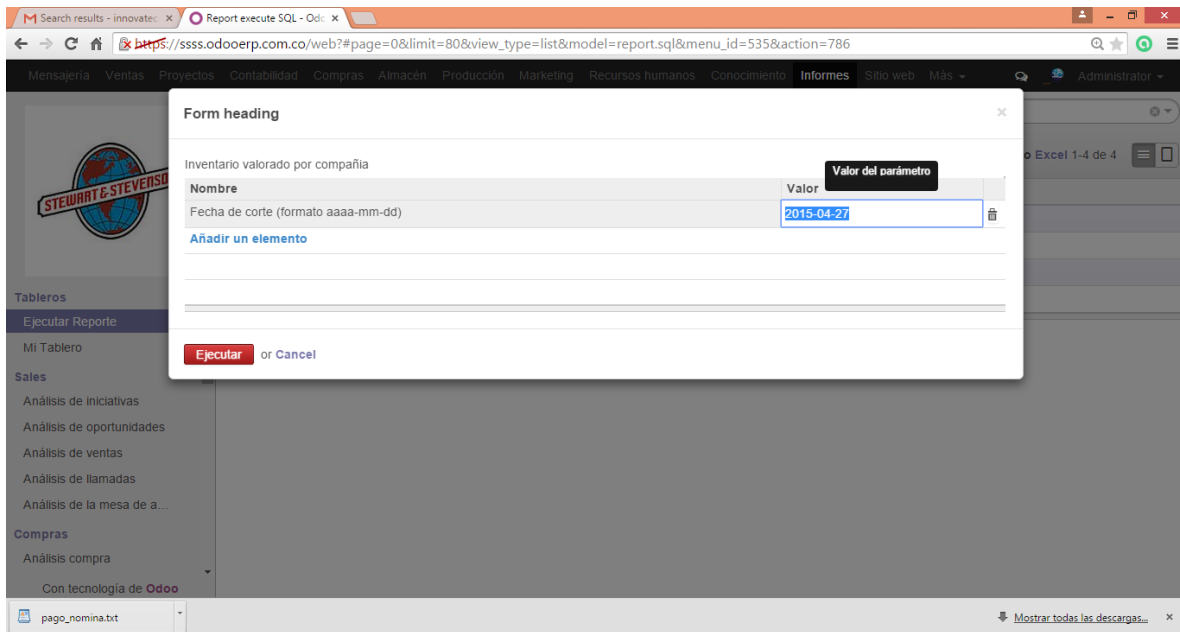 Search results - innovatec
Report execute SQL - Odo
https://ssss.odooerp.com.co/web?#page=0&limit=80&view_type=list&model=report.sql&menu_id=535&action=786
Mensajería Ventas Proyectos Contabilidad Compras Almacén Producción Marketing Recursos humanos Conocimiento Informes Sitio web Más Administrator
Form heading
STEWART & STEVENSO
Inventario valorado por compañia
Valor del parámetro
o Excel 1-4 de 4
Nombre Valor
Fecha de corte (formato aaaa-mm-dd) 2015-04-27
Añadir un elemento
Ejecutar or Cancel
Tableros
Ejecutar Reporte
Mi Tablero
Sales
Análisis de iniciativas
Análisis de oportunidades
Análisis de ventas
Análisis de llamadas
Análisis de la mesa de a...
Compras
Análisis compra
Con tecnología de Odoo
pago_nomina.txt
Mostrar todas las descargas...